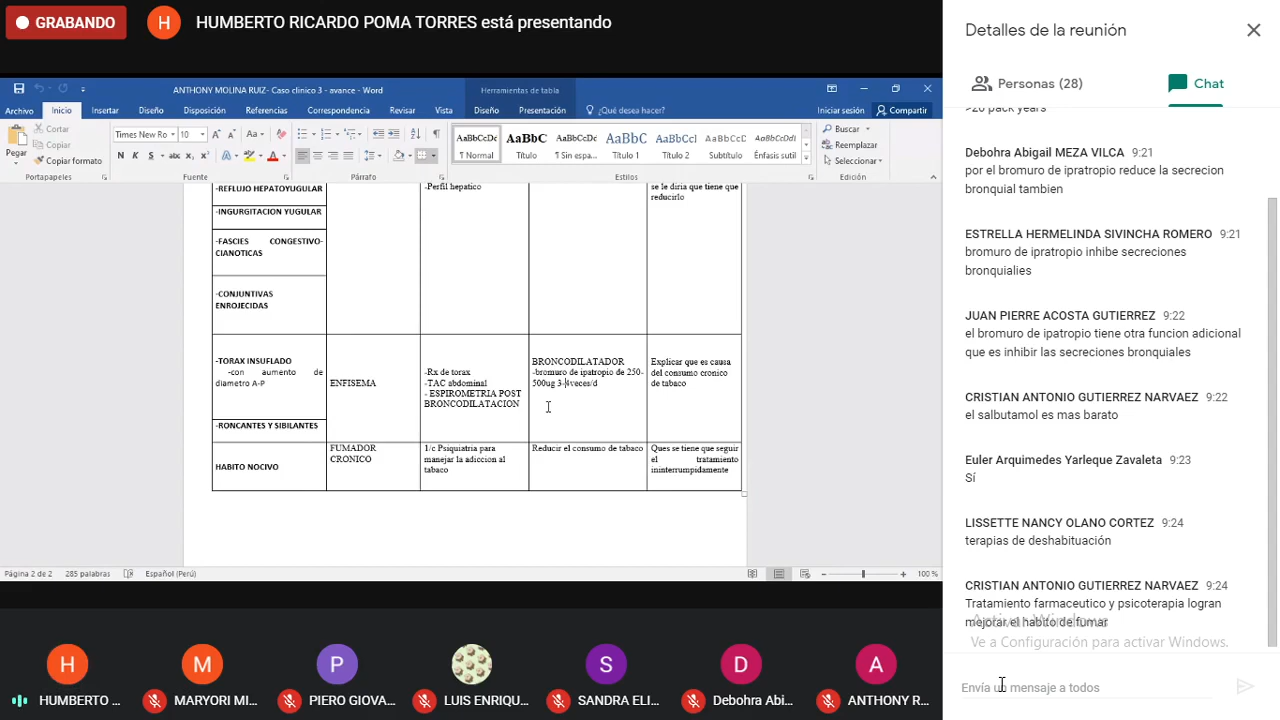 GRABANDO
H
HUMBERTO RICARDO POMA TORRES está presentando
ANTHONY MOLINA RUIZ- Caso clinico 3 - avance - Word
Herramientas de tabla
Archivo
Inicio
Insertar
Diseño
Disposición
Referencias
Correspondencia
Revisar
Vista
Diseño
Presentación
¿Qué desea hacer?
Iniciar sesión
Compartir
Pegar
Cortar
Copiar
Copiar formato
Portapapeles
Times New Ro
10
Fuente
Párrafo
AaBbCcDc
¶ Normal
AaBbC
Título
AaBbCcDc
¶ Sin espa...
AaBbC
Título 1
AaBbCcI
Título 2
AaBbCcD
Subtítulo
AaBbCcDdI
Énfasis sutil
Estilos
Buscar
Reemplazar
Seleccionar
Edición
-REFLUJO HEPATOYUGULAR
-INGURGITACION YUGULAR
-FASCIES CONGESTIVO-
CIANOTICAS
-CONJUNTIVAS
ENROJECIDAS
-Perfil hepatico
se le diria que tiene que
reducirlo
-TORAX INSUFLADO
-con aumento de
diametro A-P
-RONCANTES Y SIBILANTES
ENFISEMA
-Rx de torax
-TAC abdominal
- ESPIROMETRIA POST
BRONCODILATACION
BRONCODILATADOR
-bromuro de ipatropio de 250-
500ug 3-4veces/d
Explicar que es causa
del consumo cronico
de tabaco
HABITO NOCIVO
FUMADOR
CRONICO
1/c Psiquiatria para
manejar la adiccion al
tabaco
Reducir el consumo de tabaco
Ques se tiene que seguir
el tratamiento
ininterrumpidamente
Página 2 de 2
285 palabras
Español (Perú)
100 %
H
HUMBERTO ...
M
MARYORI MI...
P
PIERO GIOVA...
LUIS ENRIQU...
S
SANDRA ELI...
D
Debohra Abi...
A
ANTHONY R...
Detalles de la reunión
Personas (28)
Chat
>20 pack years
Debohra Abigail MEZA VILCA 9:21
por el bromuro de ipratropio reduce la secrecion
bronquial tambien
ESTRELLA HERMELINDA SIVINCHA ROMERO 9:21
bromuro de ipratropio inhibe secreciones
bronquialies
JUAN PIERRE ACOSTA GUTIERREZ 9:22
el bromuro de ipatropio tiene otra funcion adicional
que es inhibir las secreciones bronquiales
CRISTIAN ANTONIO GUTIERREZ NARVAEZ 9:22
el salbutamol es mas barato
Euler Arquimedes Yarleque Zavaleta 9:23
Sí
LISSETTE NANCY OLANO CORTEZ 9:24
terapias de deshabituación
CRISTIAN ANTONIO GUTIERREZ NARVAEZ 9:24
Tratamiento farmaceutico y psicoterapia logran
mejorar el habito de fumar
Activar Windows
Ve a Configuración para activar Windows.
Envía un mensaje a todos